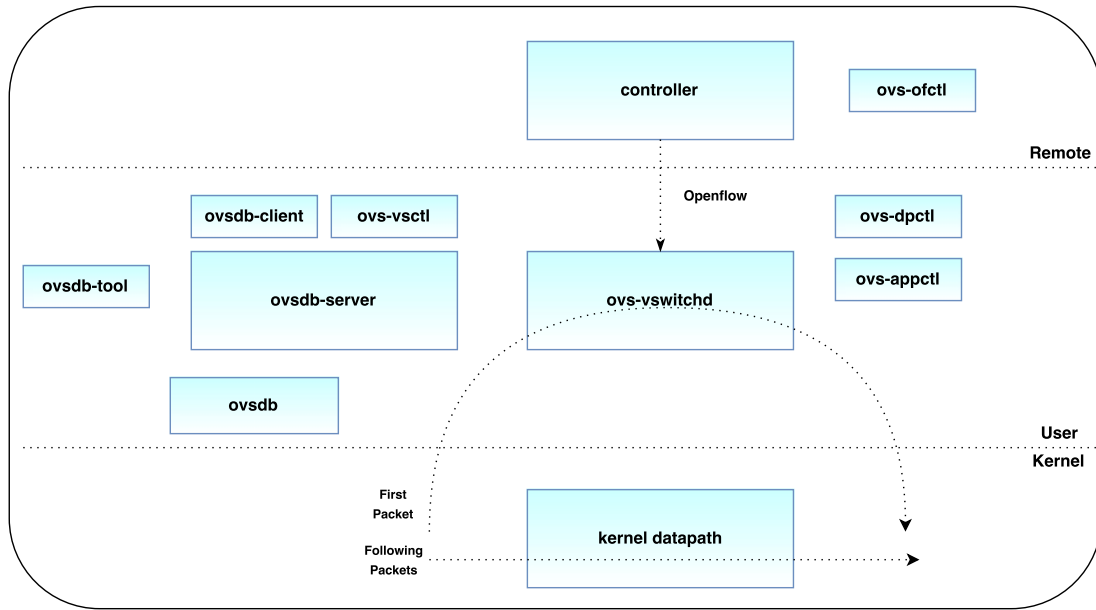 controller
ovs-ofctl
Remote
Openflow
ovsdb-client
ovs-vsctl
ovs-dpctl
ovsdb-tool
ovsdb-server
ovs-vswitchd
ovs-appctl
ovsdb
User
Kernel
First
Packet
kernel datapath
Following
Packets